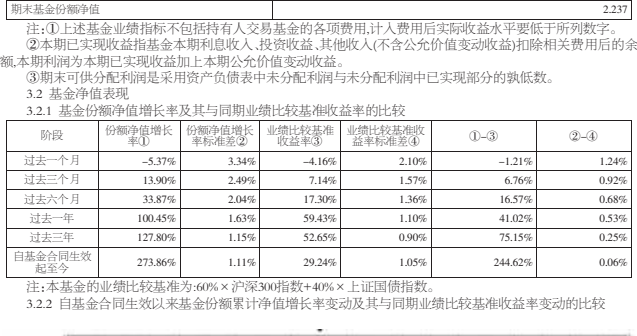 期末基金份额净值 2.237
注:①上述基金业绩指标不包括持有人交易基金的各项费用,计入费用后实际收益水平要低于所列数字。
②本期已实现收益指基金本期利息收入、投资收益、其他收入(不含公允价值变动收益)扣除相关费用后的余
额,本期利润为本期已实现收益加上本期公允价值变动收益。
③期末可供分配利润是采用资产负债表中未分配利润与未分配利润中已实现部分的孰低数。
3.2 基金净值表现
3.2.1 基金份额净值增长率及其与同期业绩比较基准收益率的比较
阶段 份额净值增长率① 份额净值增长率标准差② 业绩比较基准收益率③ 业绩比较基准收益率标准差④ ①-③ ②-④
过去一个月 -5.37% 3.34% -4.16% 2.10% -1.21% 1.24%
过去三个月 13.90% 2.49% 7.14% 1.57% 6.76% 0.92%
过去六个月 33.87% 2.04% 17.30% 1.36% 16.57% 0.68%
过去一年 100.45% 1.63% 59.43% 1.10% 41.02% 0.53%
过去三年 127.80% 1.15% 52.65% 0.90% 75.15% 0.25%
自基金合同生效起至今 273.86% 1.11% 29.24% 1.05% 244.62% 0.06%
注:本基金的业绩比较基准为:60%×沪深300指数+40%×上证国债指数。
3.2.2 自基金合同生效以来基金份额累计净值增长率变动及其与同期业绩比较基准收益率变动的比较